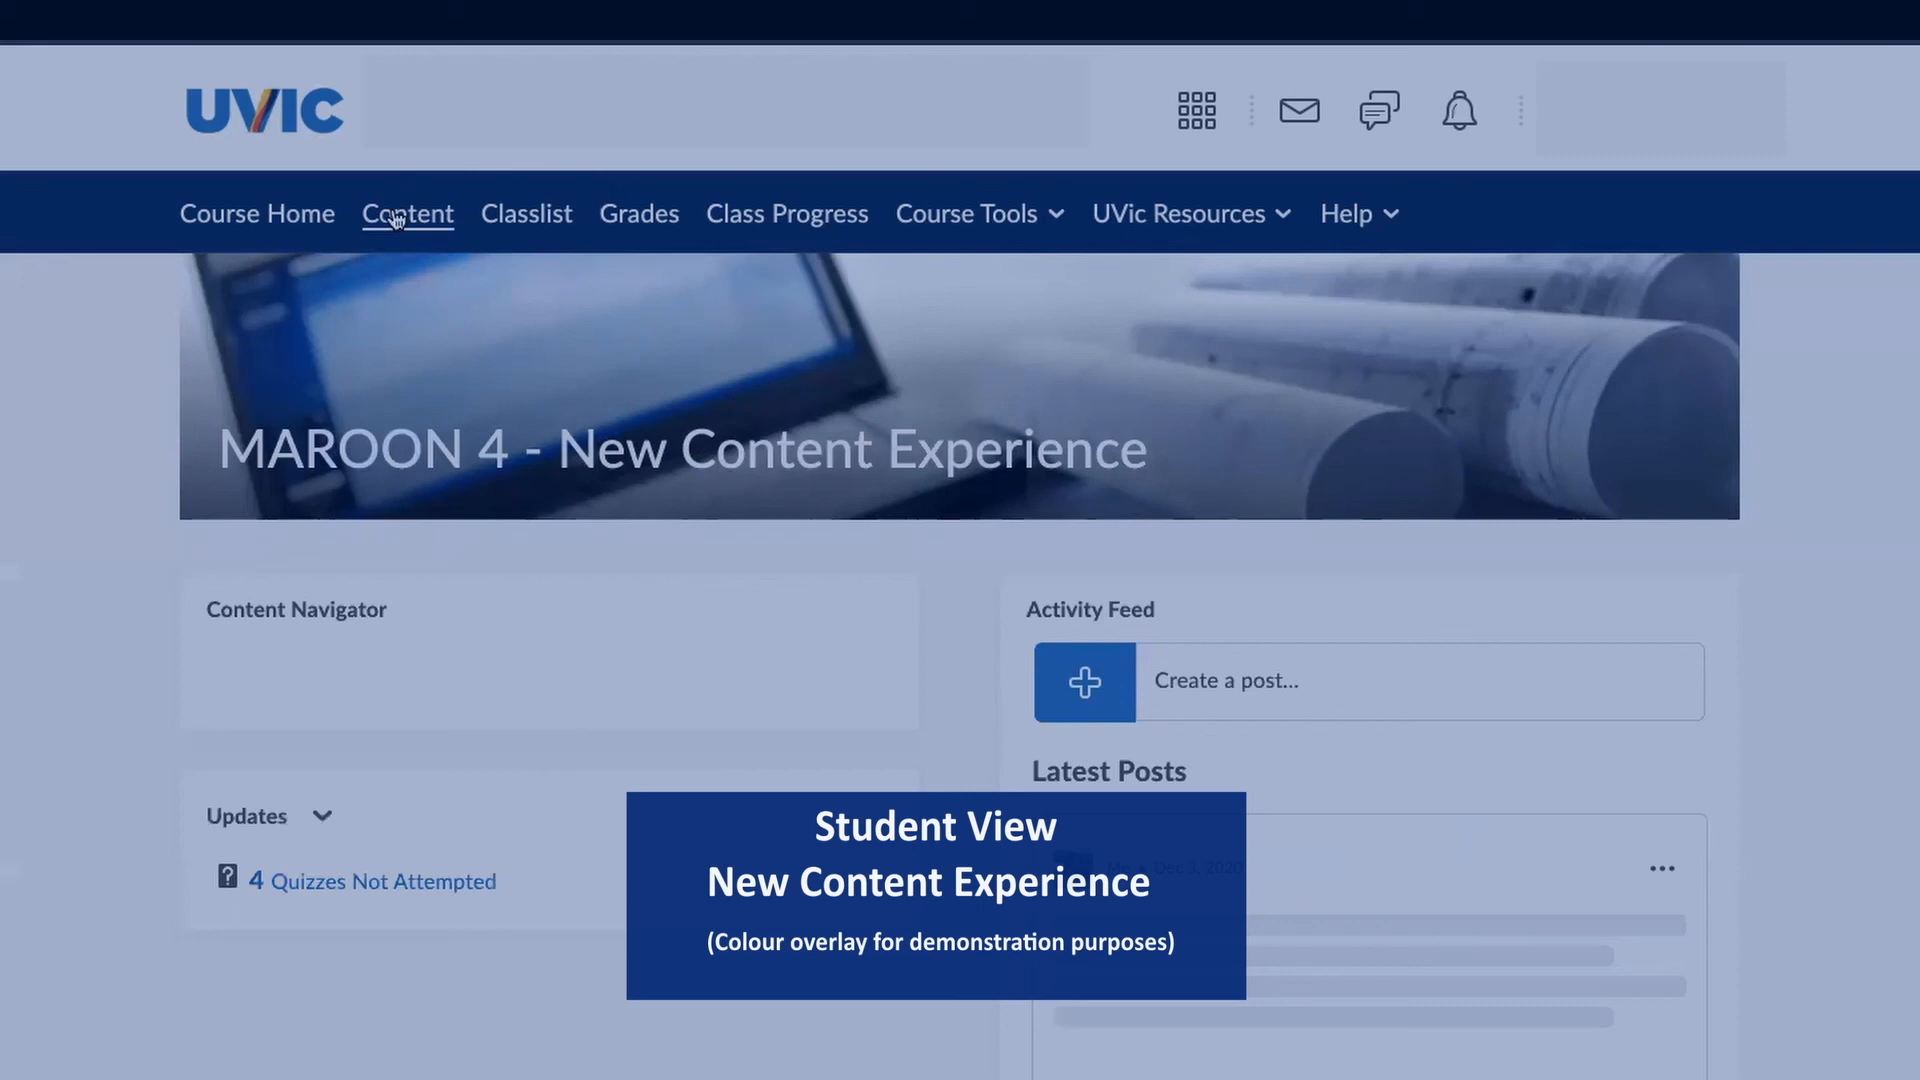 UVIC
Course Home Content Classlist Grades Class Progress Course Tools UVic Resources Help
MAROON 4 - New Content Experience
Content Navigator
Activity Feed
Create a post...
Latest Posts
Updates
4 Quizzes Not Attempted
Student View
New Content Experience
(Colour overlay for demonstration purposes)